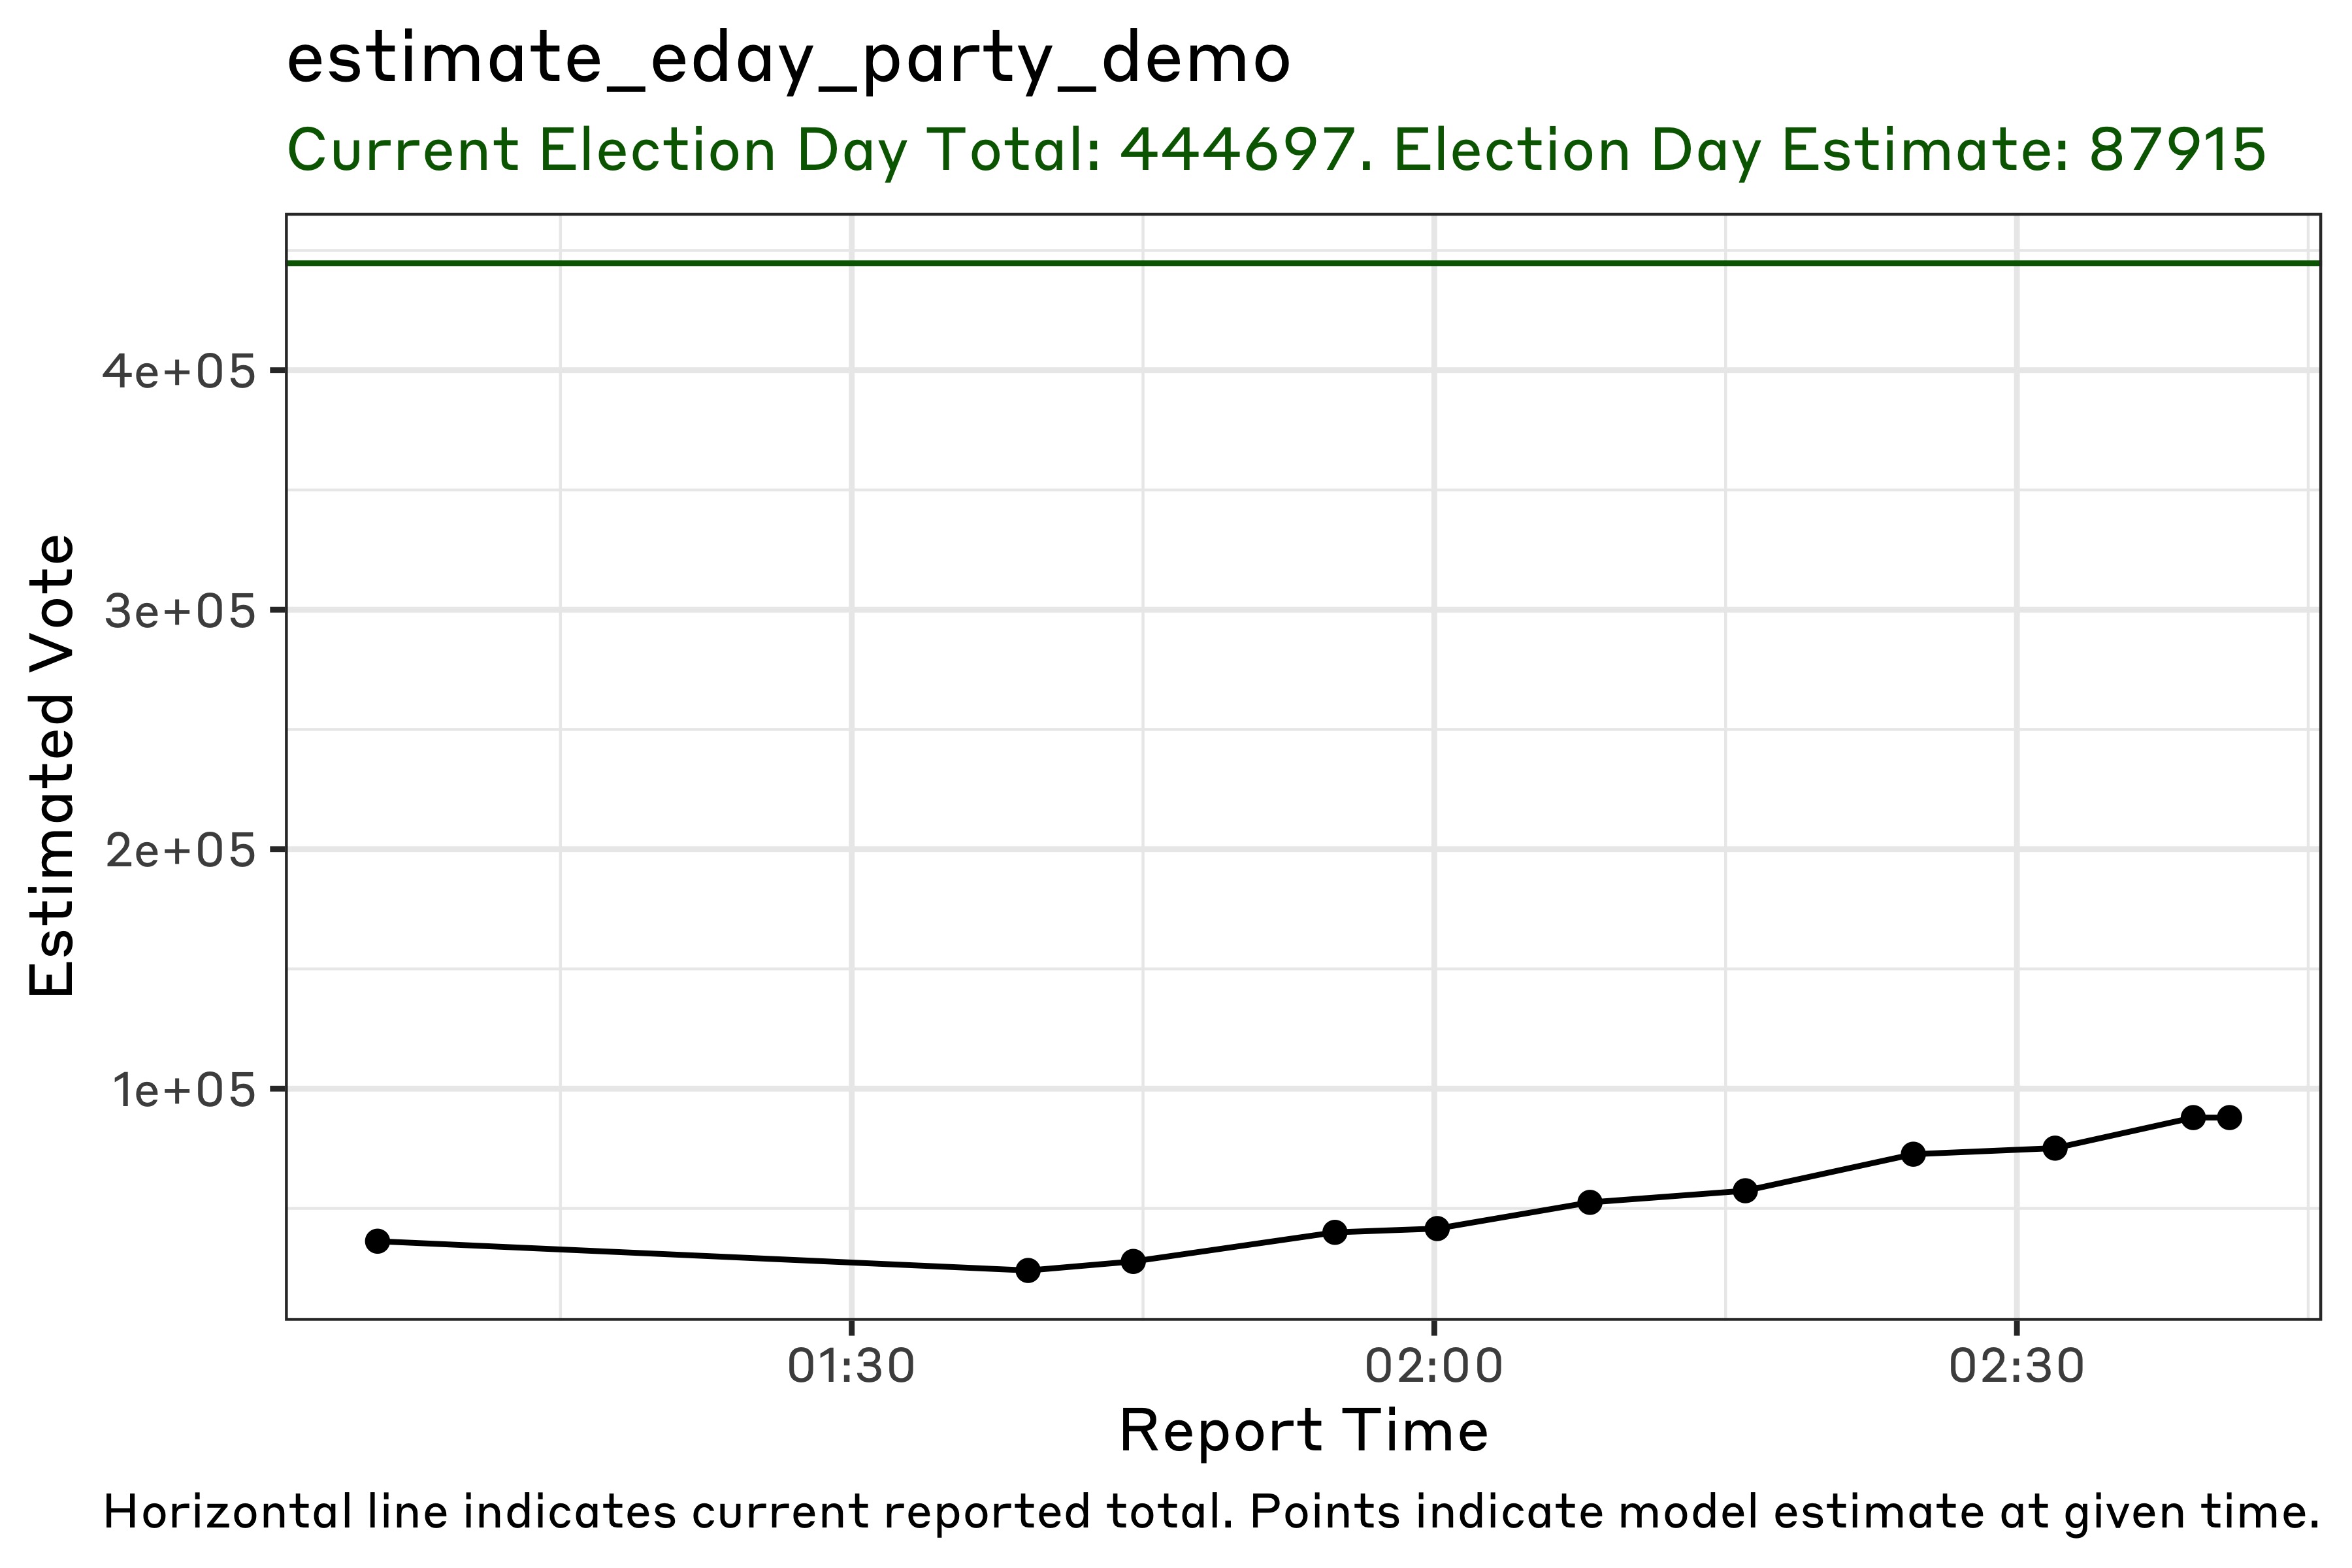 estimate_eday_party_demo
Current Election Day Total: 444697. Election Day Estimate: 87915
Estimated Vote
4e+05
3e+05
2e+05
1e+05
01:30 02:00 02:30
Report Time
Horizontal line indicates current reported total. Points indicate model estimate at given time.